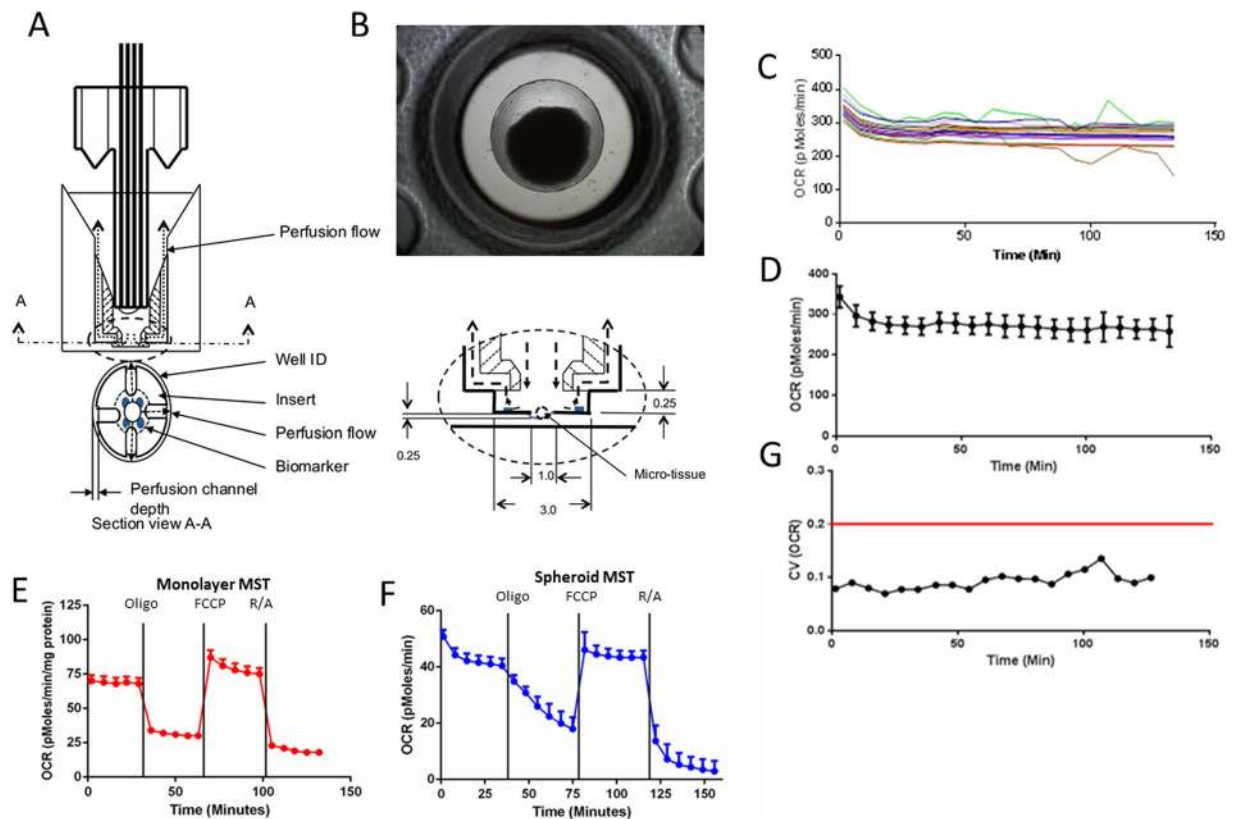 A
B
Perfusion flow
A
A
Well ID
Insert
Perfusion flow
Biomarker
Perfusion channel
depth
Section view A-A
0.25
0.25
1.0
3.0
Micro-tissue
C
500
400
300
200
100
0
OCR (p Moles/min)
0
50
100
150
Time (Min)
D
400
300
200
100
0
OCR (pMoles/min)
0
50
100
150
Time (Min)
G
0.3
0.2
0.1
0.0
CV (OCR)
0
50
100
150
Time (Min)
E
Monolayer MST
Oligo
FCCP
R/A
125
100
75
50
25
0
OCR (pMoles/min/mg protein)
0
50
100
150
Time (Minutes)
F
Spheroid MST
Oligo
FCCP
R/A
60
40
20
0
OCR (pMoles/min)
0
25
50
75
100
125
150
Time (Minutes)